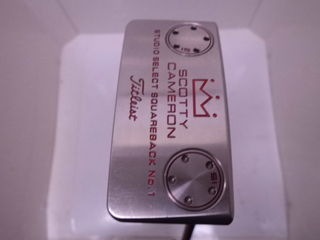 SCOTTY
CAMERON
STUDIO SELECT SQUAREBACK No. 1
Titleist